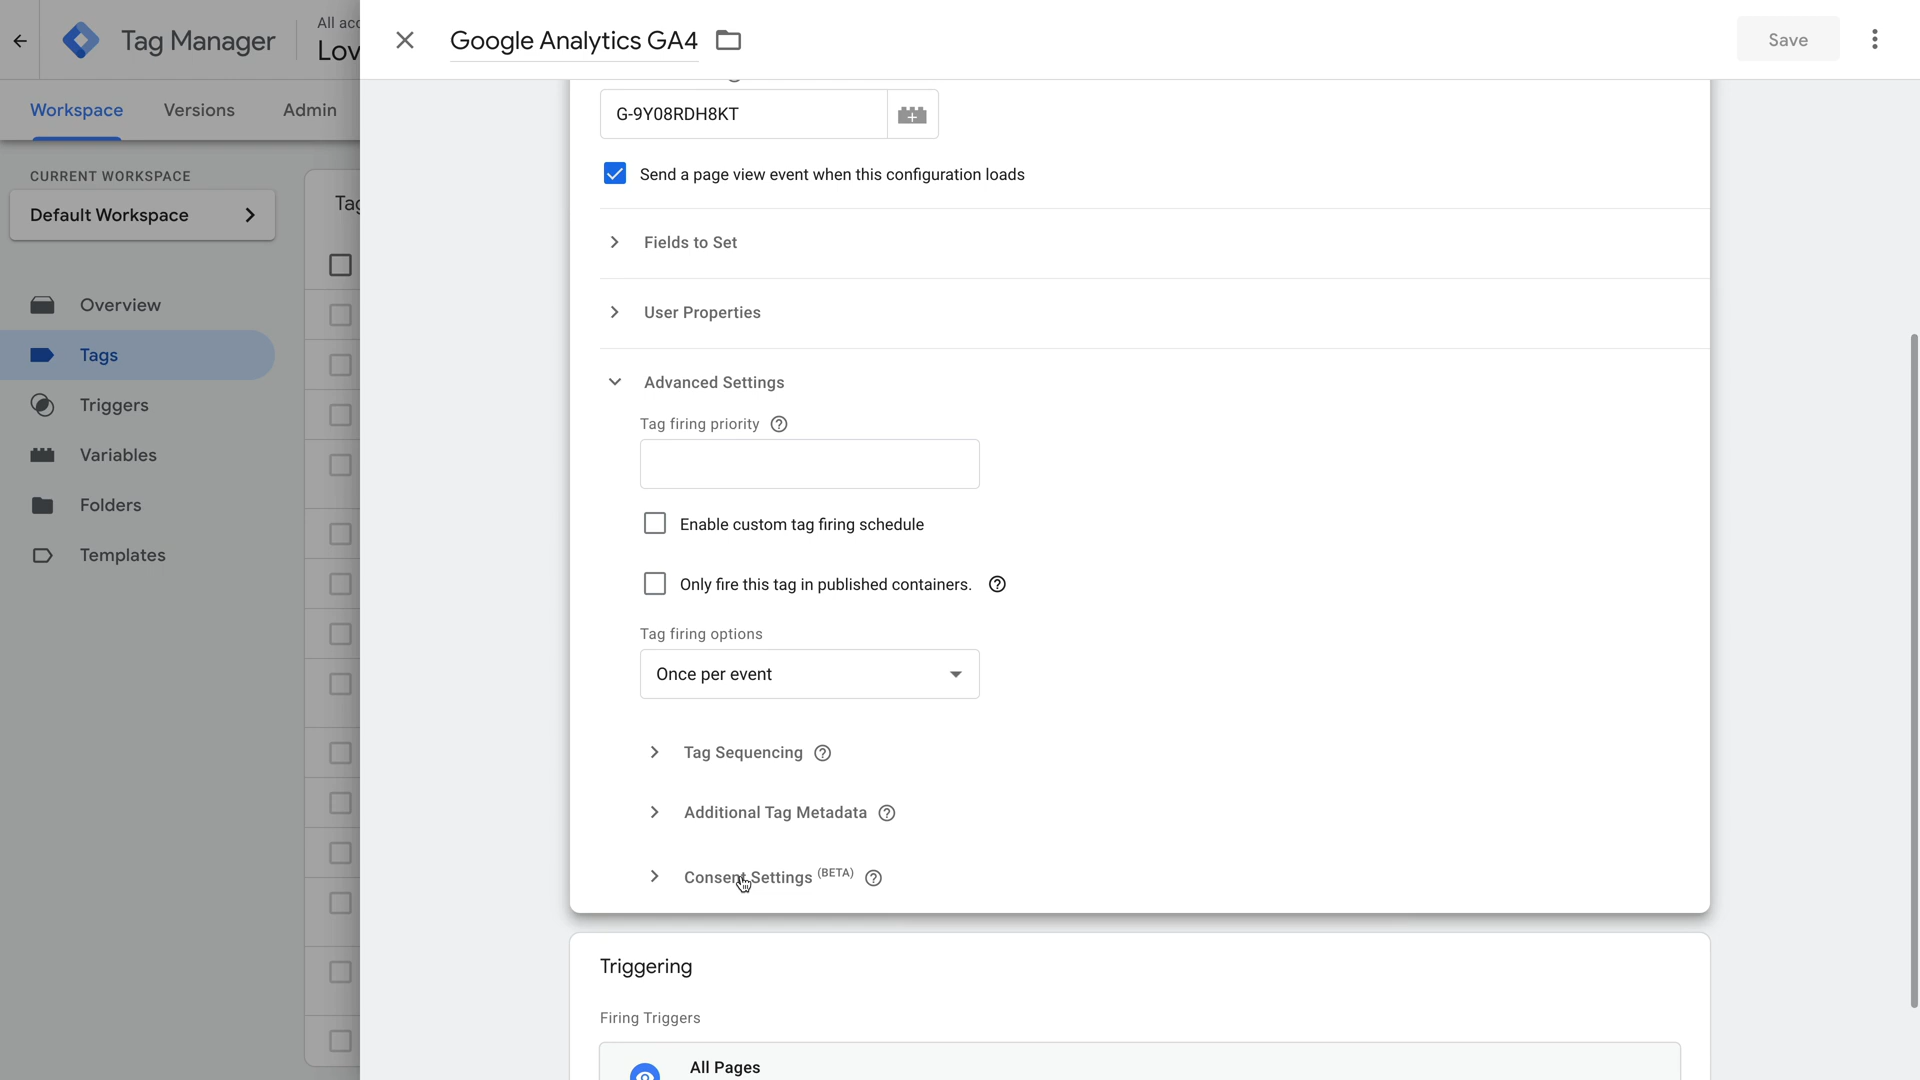 Tag Manager
All acc
Lov
Google Analytics GA4
Save
Workspace
Versions
Admin
CURRENT WORKSPACE
Default Workspace
Overview
Tags
Triggers
Variables
Folders
Templates
Tag
G-9Y08RDH8KT
Send a page view event when this configuration loads
Fields to Set
User Properties
Advanced Settings
Tag firing priority
Enable custom tag firing schedule
Only fire this tag in published containers.
Tag firing options
Once per event
Tag Sequencing
Additional Tag Metadata
Consent Settings (BETA)
Triggering
Firing Triggers
All Pages